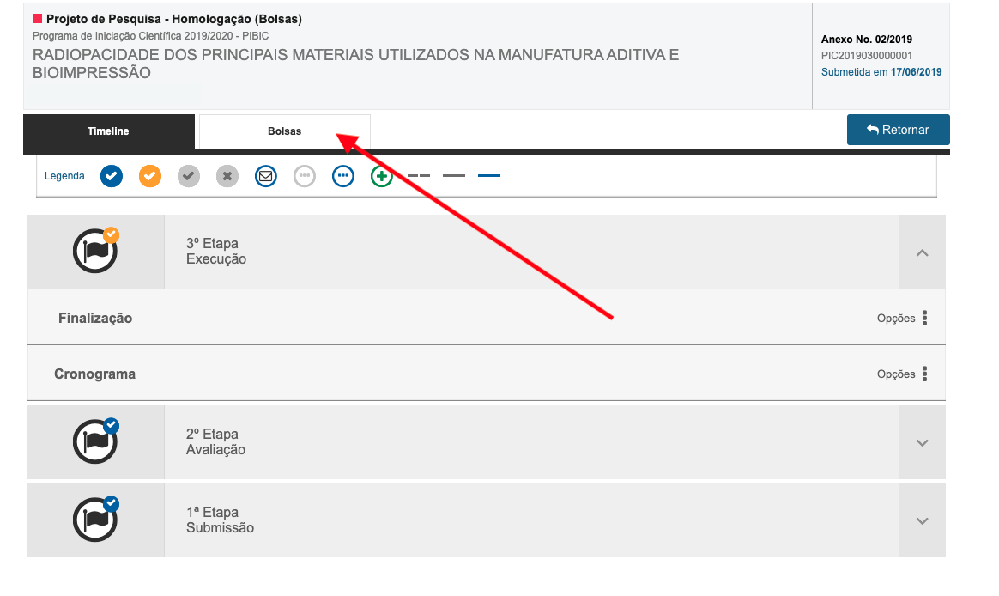 Projeto de Pesquisa - Homologação (Bolsas)
Programa de Iniciação Científica 2019/2020 - PIBIC
RADIOPACIDADE DOS PRINCIPAIS MATERIAIS UTILIZADOS NA MANUFATURA ADITIVA E
BIOIMPRESSÃO
Anexo No. 02/2019
PIC2019030000001
Submetida em 17/06/2019
Timeline
Bolsas
Retornar
Legenda
3º Etapa
Execução
Finalização
Opções
Cronograma
Opções
2º Etapa
Avaliação
1ª Etapa
Submissão